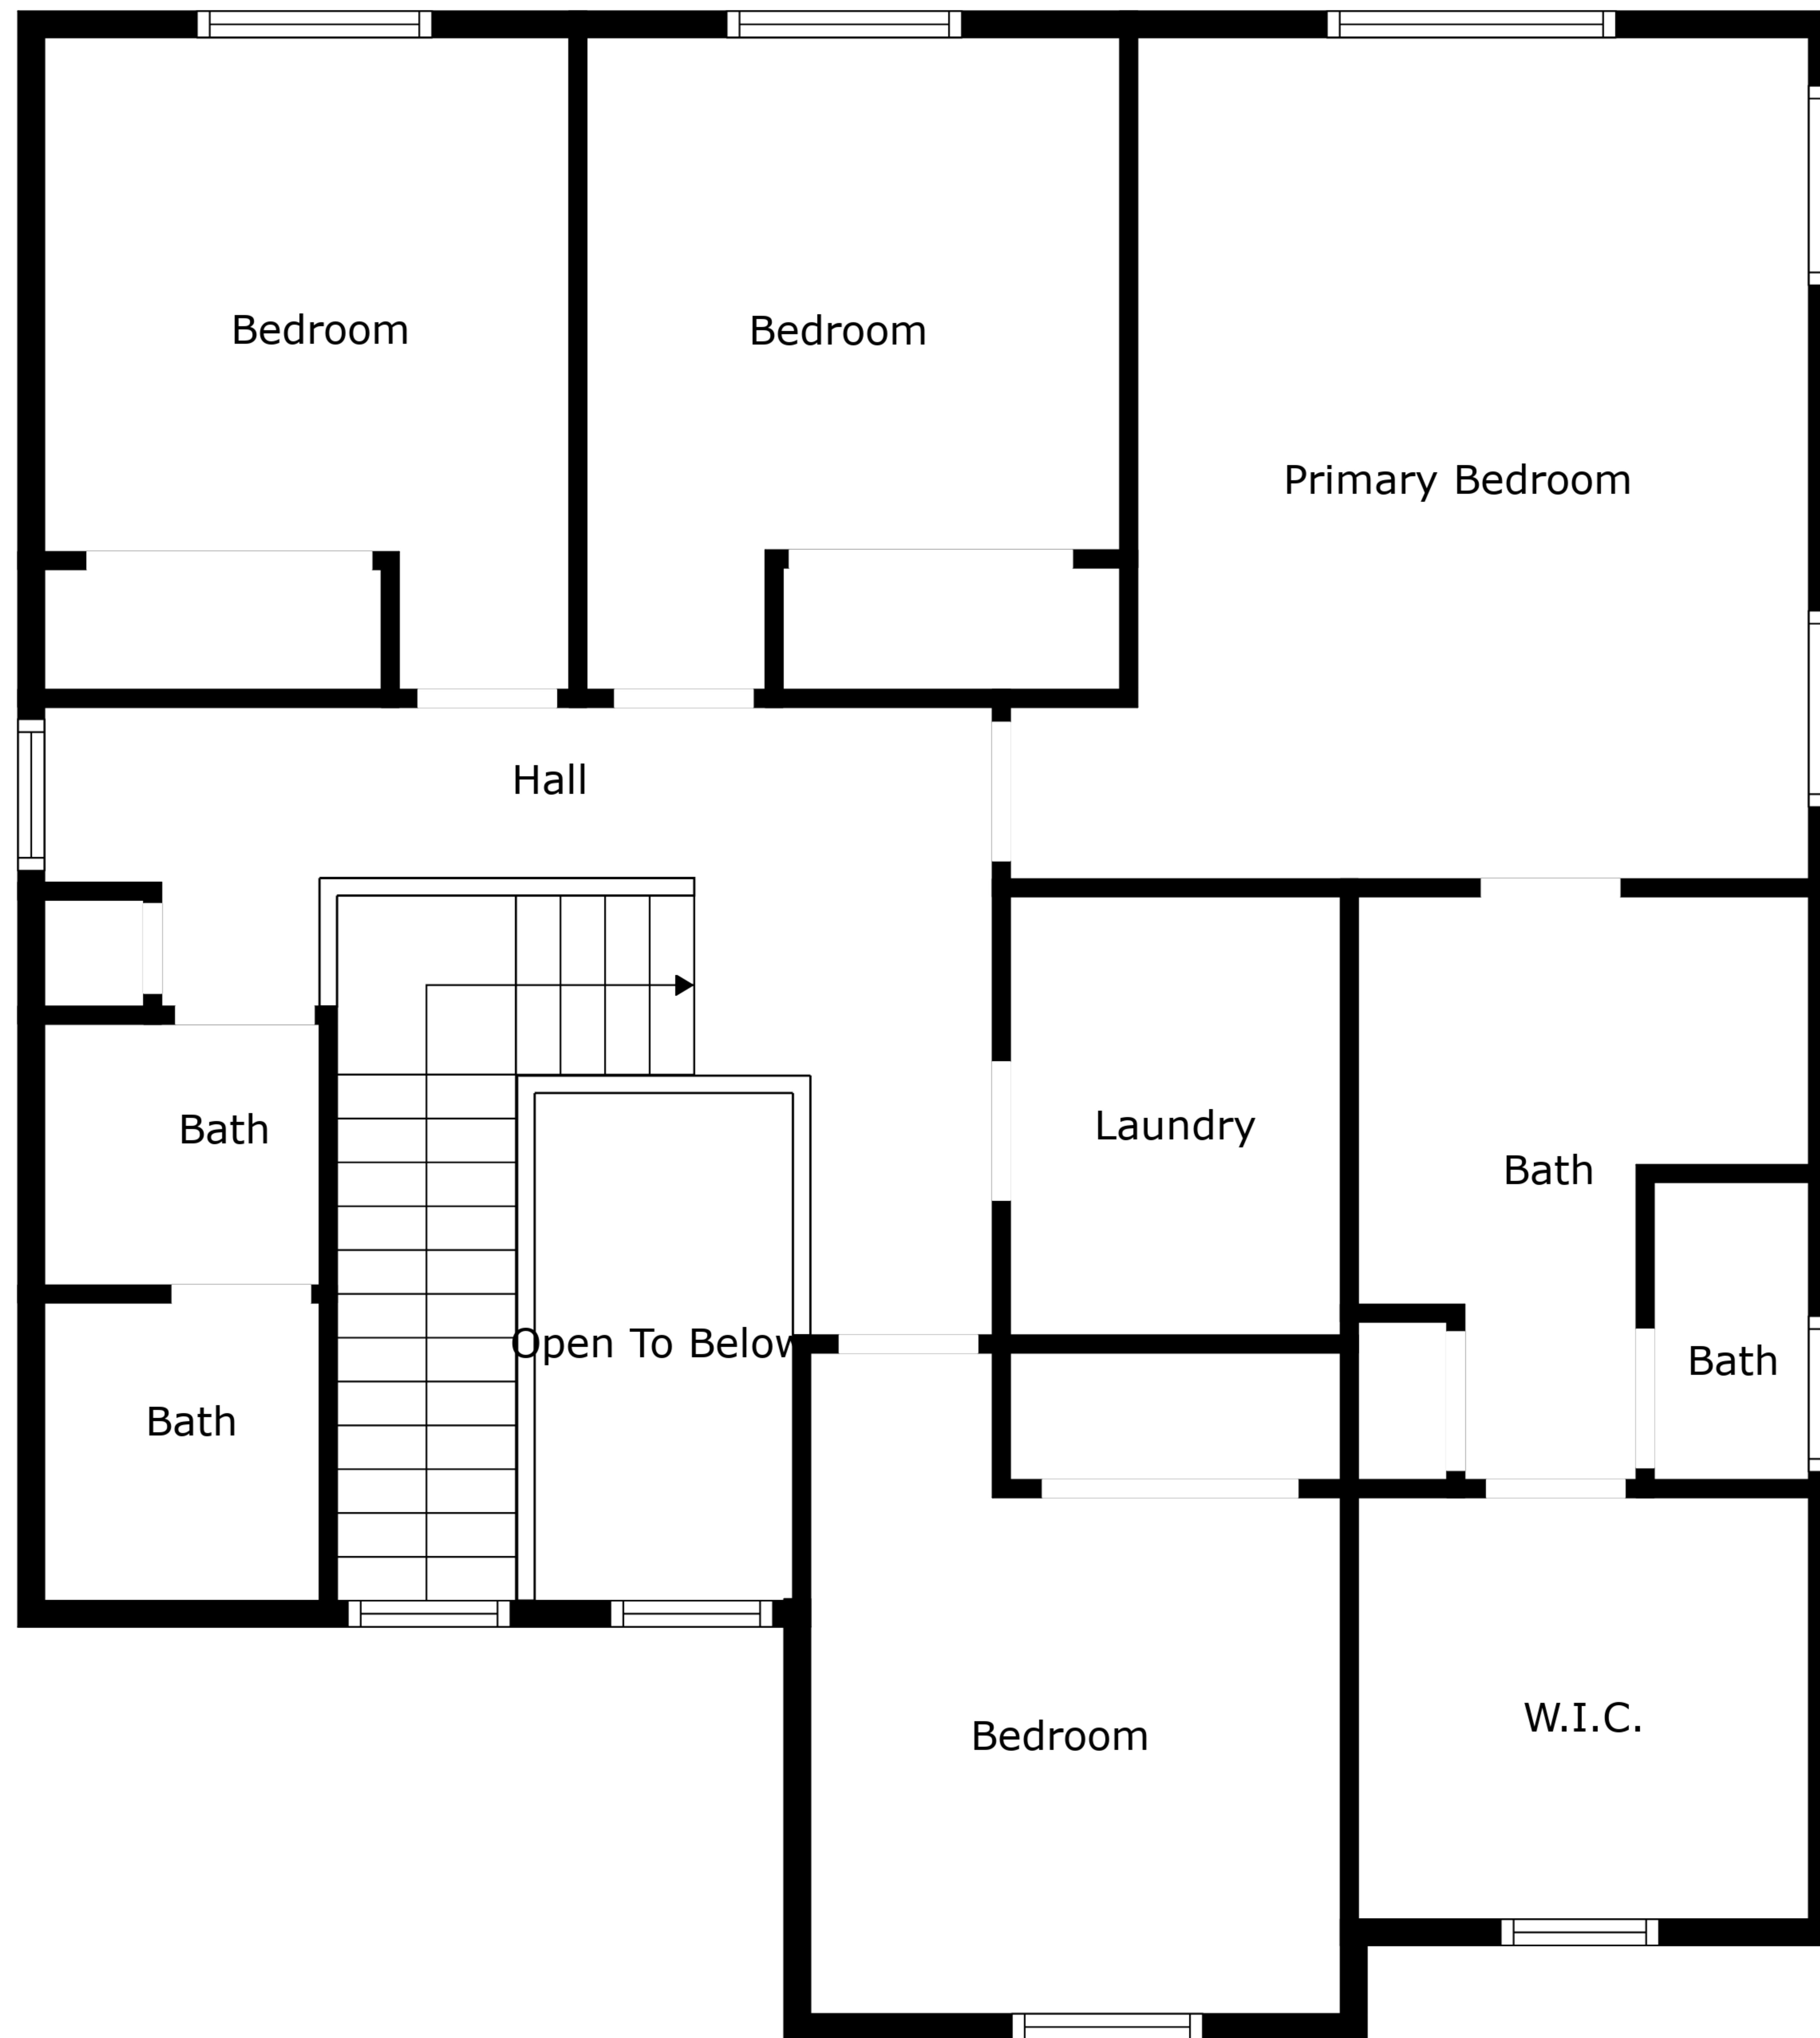 Bedroom
Bedroom
Primary Bedroom
Hall
Bath
Laundry
Bath
Open To Below
Bath
Bath
Bedroom
W.I.C.